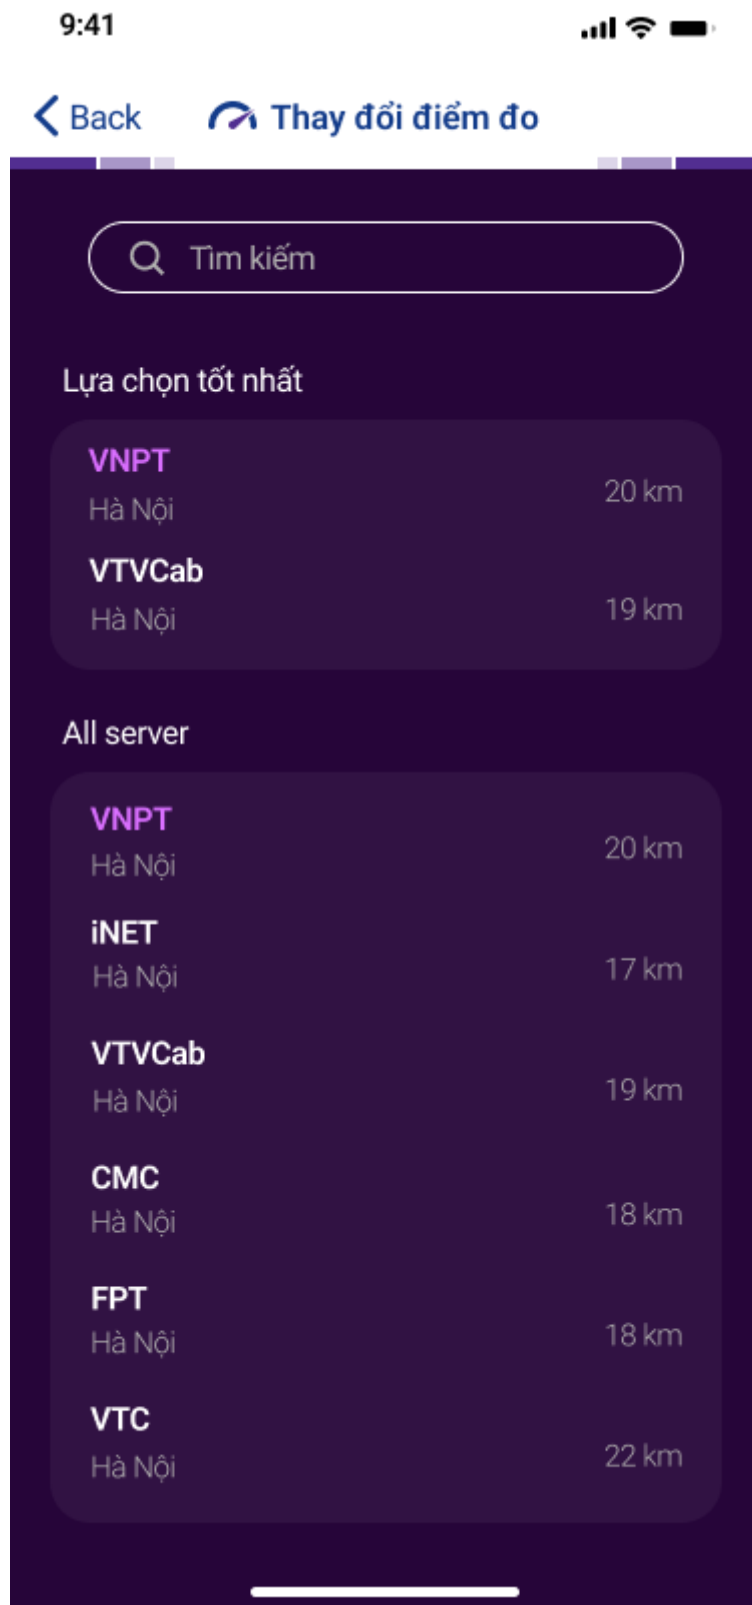 9:41
Back Thay đổi điểm đo
Tìm kiếm
Lựa chọn tốt nhất
VNPT
Hà Nội 20 km
VTVCab
Hà Nội 19 km
All server
VNPT
Hà Nội 20 km
iNET
Hà Nội 17 km
VTVCab
Hà Nội 19 km
CMC
Hà Nội 18 km
FPT
Hà Nội 18 km
VTC
Hà Nội 22 km